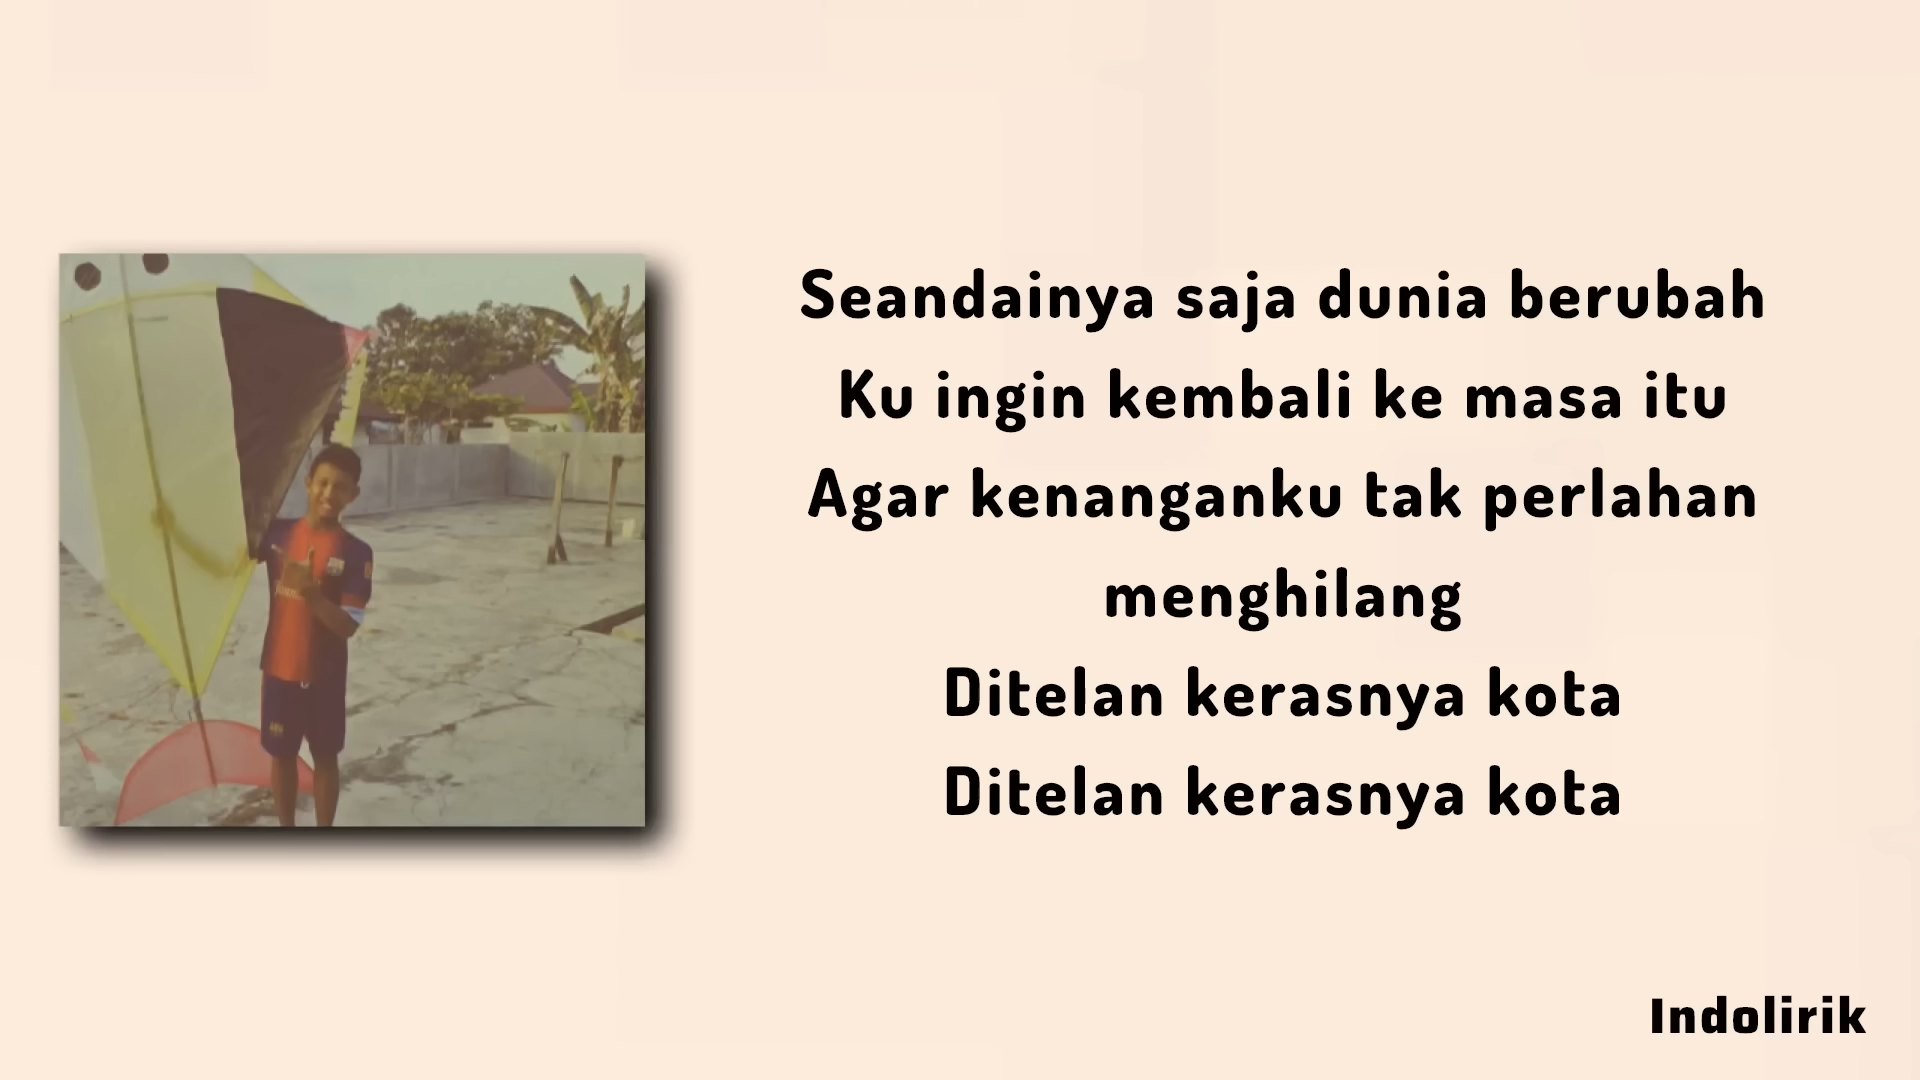 Seandainya saja dunia berubah
Ku ingin kembali ke masa itu
Agar kenanganku tak perlahan
menghilang
Ditelan kerasnya kota
Ditelan kerasnya kota
Indolirik